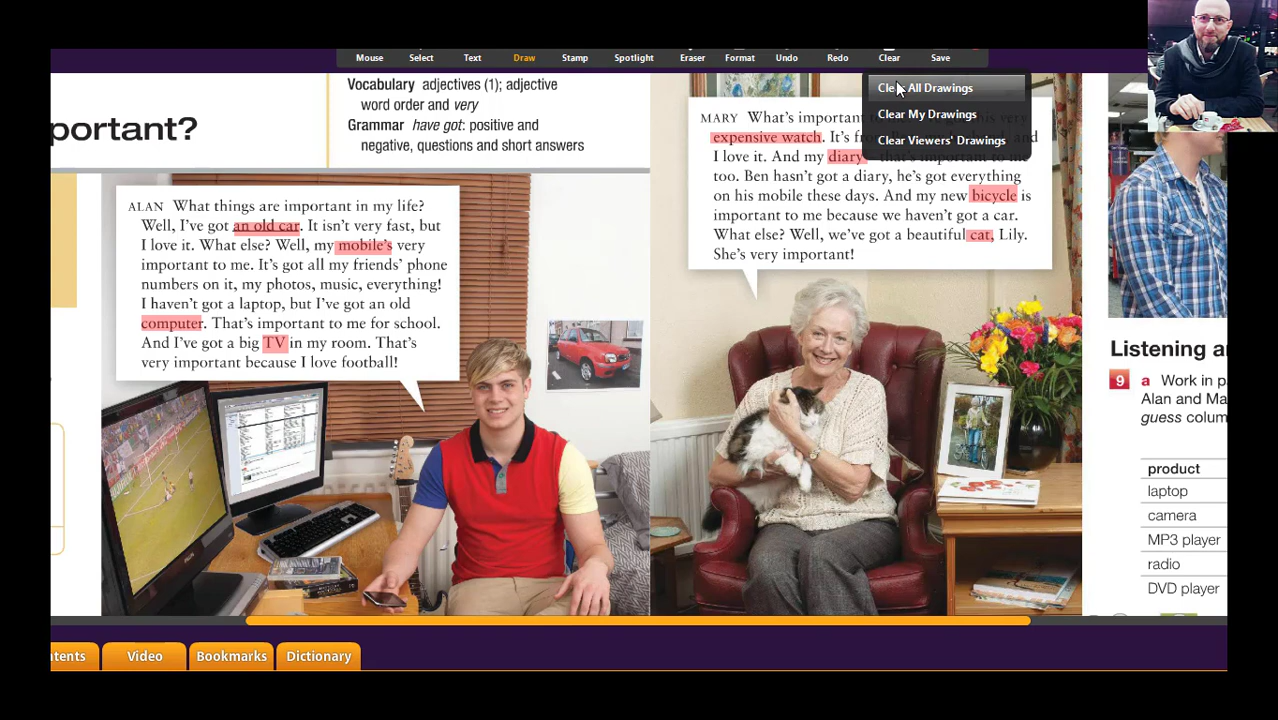 Mouse Select Text Draw Stamp Spotlight Eraser Format Undo Redo Clear Save
Clear All Drawings
Clear My Drawings
Clear Viewers' Drawings
portant?
Vocabulary adjectives (1); adjective
word order and very
Grammar have got: positive and
negative, questions and short answers
ALAN What things are important in my life?
Well, I've got an old car. It isn't very fast, but
I love it. What else? Well, my mobile's very
important to me. It's got all my friends' phone
numbers on it, my photos, music, everything!
I haven't got a laptop, but I've got an old
computer. That's important to me for school.
And I've got a big TV in my room. That's
very important because I love football!
MARY What's important
very
expensive watch. It's and
I love it. And my diary – that's important to me
too. Ben hasn't got a diary, he's got everything
on his mobile these days. And my new bicycle is
important to me because we haven't got a car.
What else? Well, we've got a beautiful cat, Lily.
She's very important!
Listening a
9 a Work in p
Alan and Ma
guess colum
product
laptop
camera
MP3 player
radio
DVD player
tents Video Bookmarks Dictionary